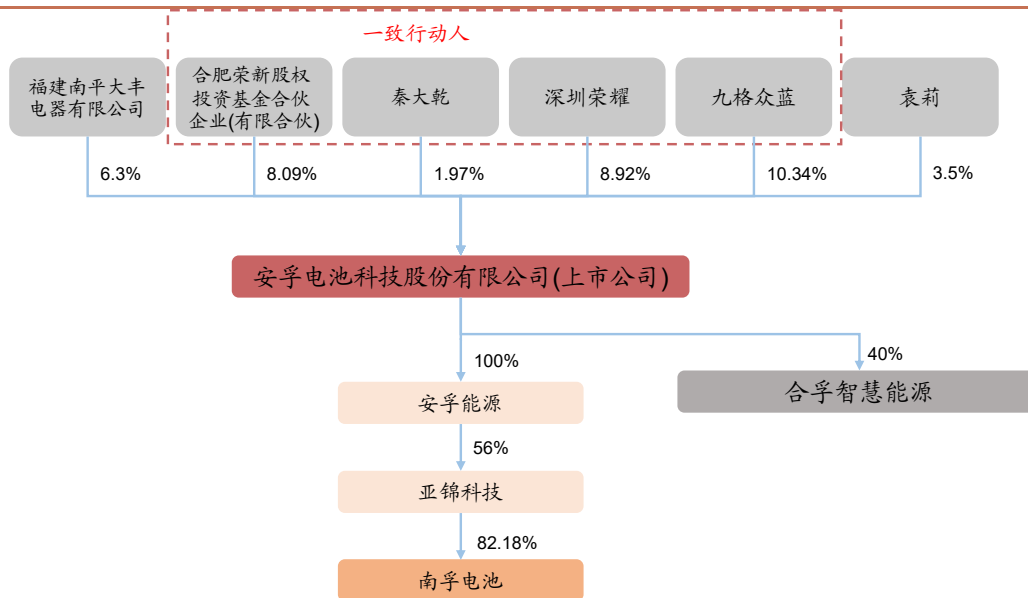 一致行动人
福建南平大丰
电器有限公司
合肥荣新股权
投资基金合伙
企业(有限合伙)
秦大乾
深圳荣耀
九格众蓝
袁莉
6.3%
8.09%
1.97%
8.92%
10.34%
3.5%
安孚电池科技股份有限公司(上市公司)
100%
40%
安孚能源
合孚智慧能源
56%
亚锦科技
82.18%
南孚电池